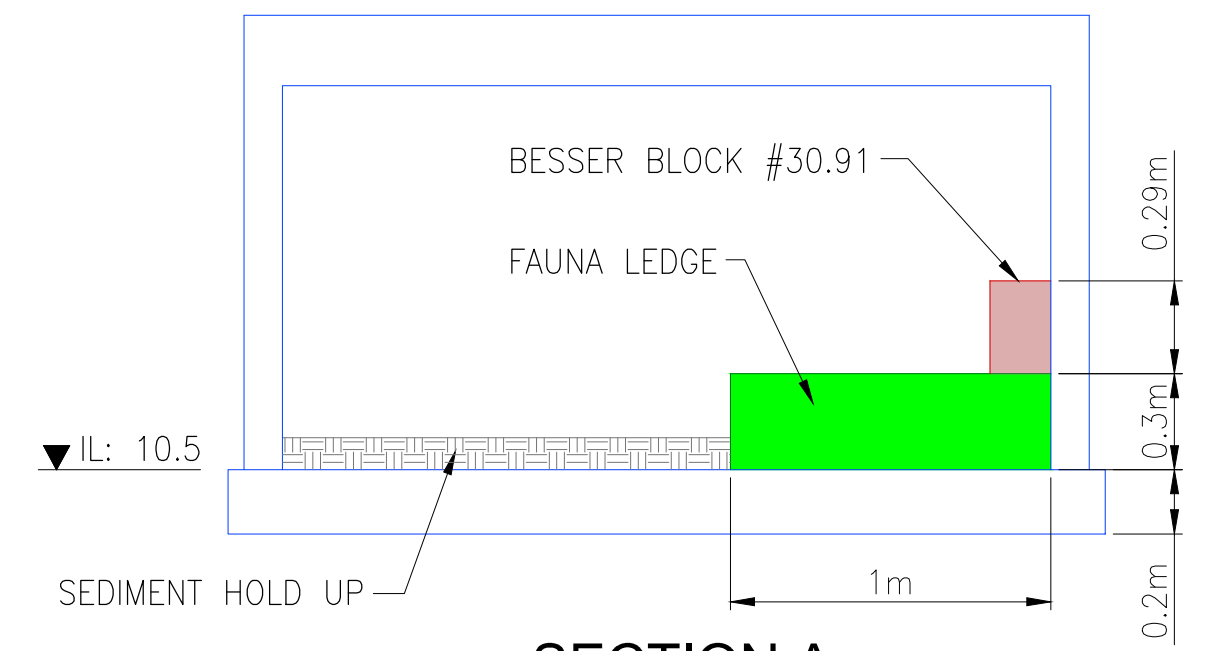 BESSER BLOCK #30.91
0.29m
FAUNA LEDGE
0.3m
IL: 10.5
SEDIMENT HOLD UP
1m
0.2m
SECTION A